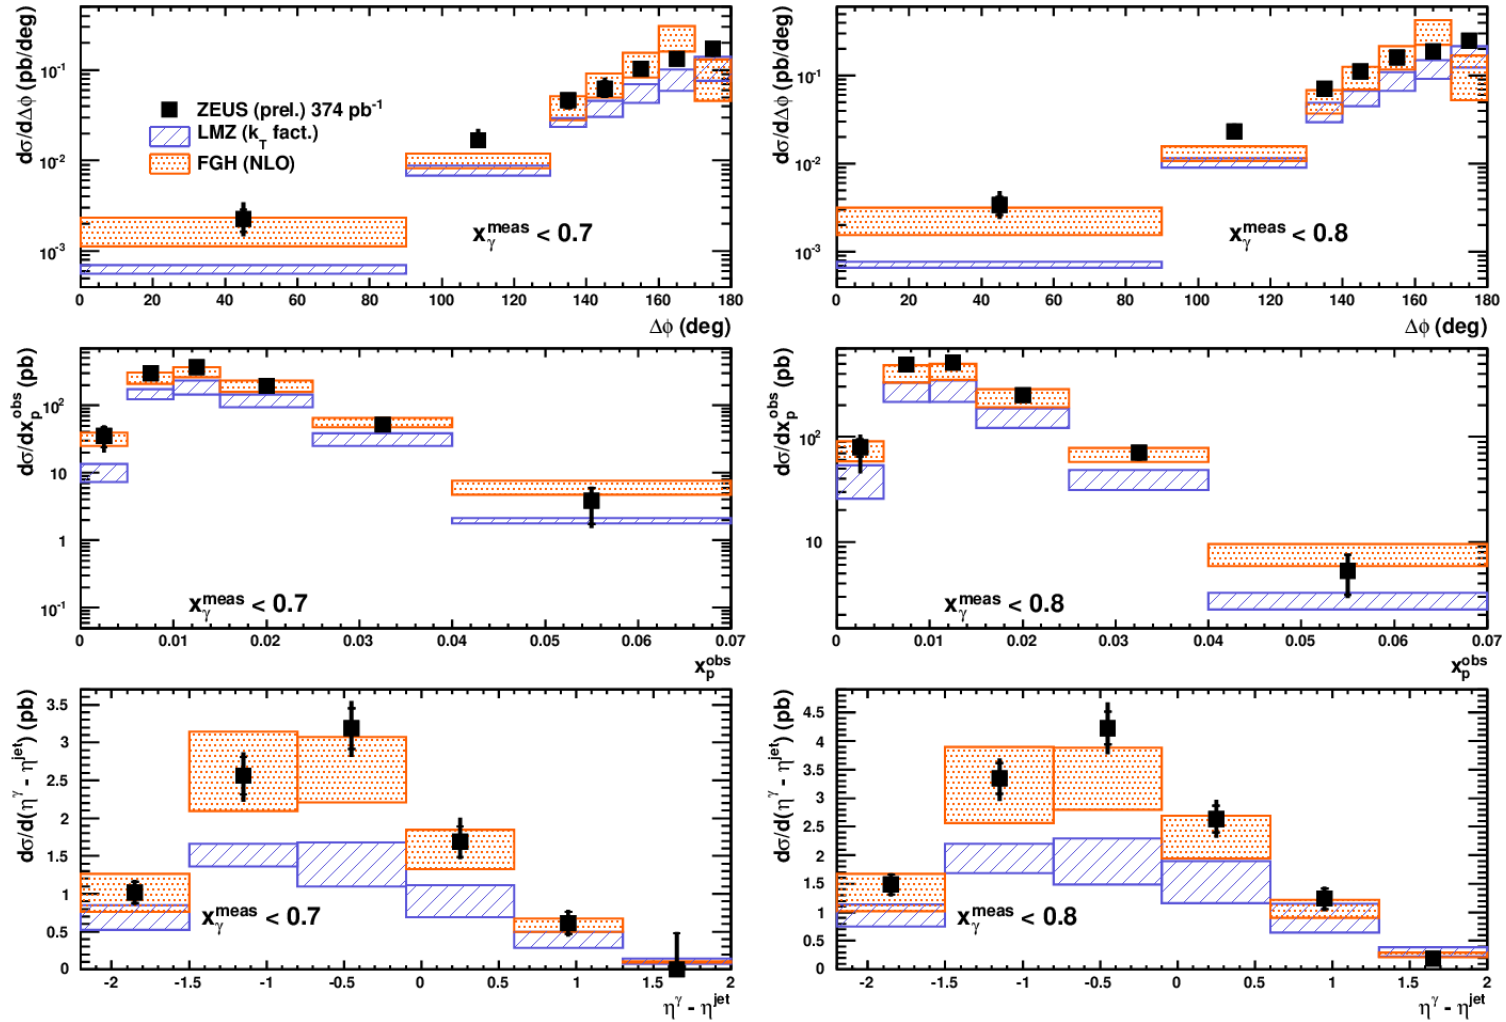 dσ/dΔϕ (pb/deg)
10⁻¹
10⁻²
10⁻³
ZEUS (prel.) 374 pb⁻¹
LMZ (k_T fact.)
FGH (NLO)
x_γ^meas < 0.7
0 20 40 60 80 100 120 140 160 180
Δϕ (deg)
dσ/dΔϕ (pb/deg)
10⁻¹
10⁻²
10⁻³
x_γ^meas < 0.8
0 20 40 60 80 100 120 140 160 180
Δϕ (deg)
dσ/dx_p^obs (pb)
10²
10
1
10⁻¹
x_γ^meas < 0.7
0 0.01 0.02 0.03 0.04 0.05 0.06 0.07
x_p^obs
dσ/dx_p^obs (pb)
10²
10
x_γ^meas < 0.8
0 0.01 0.02 0.03 0.04 0.05 0.06 0.07
x_p^obs
dσ/d(η^γ - η^jet) (pb)
3.5
3
2.5
2
1.5
1
0.5
0
x_γ^meas < 0.7
-2 -1.5 -1 -0.5 0 0.5 1 1.5 2
η^γ - η^jet
dσ/d(η^γ - η^jet) (pb)
4.5
4
3.5
3
2.5
2
1.5
1
0.5
0
x_γ^meas < 0.8
-2 -1.5 -1 -0.5 0 0.5 1 1.5 2
η^γ - η^jet